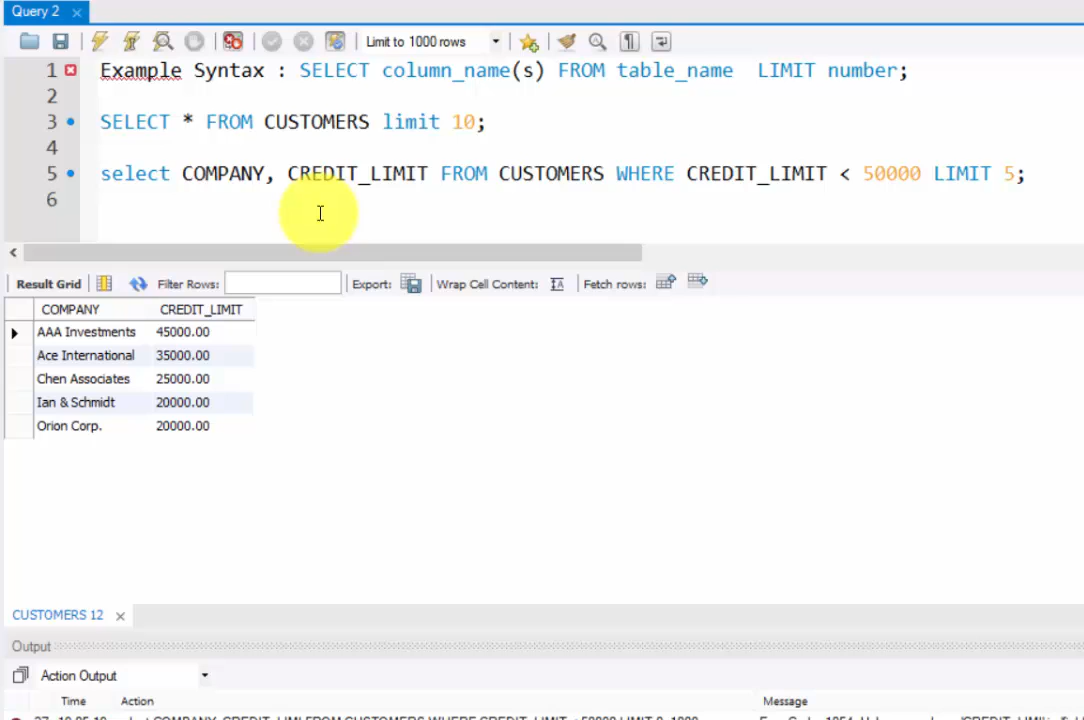 Query 2
Limit to 1000 rows
1 Example Syntax : SELECT column_name(s) FROM table_name LIMIT number;
2
3 SELECT * FROM CUSTOMERS limit 10;
4
5 select COMPANY, CREDIT_LIMIT FROM CUSTOMERS WHERE CREDIT_LIMIT < 50000 LIMIT 5;
6
Result Grid Filter Rows: Export: Wrap Cell Content: Fetch rows:
COMPANY CREDIT_LIMIT
AAA Investments 45000.00
Ace International 35000.00
Chen Associates 25000.00
Ian & Schmidt 20000.00
Orion Corp. 20000.00
CUSTOMERS 12
Output
Action Output
Time Action Message